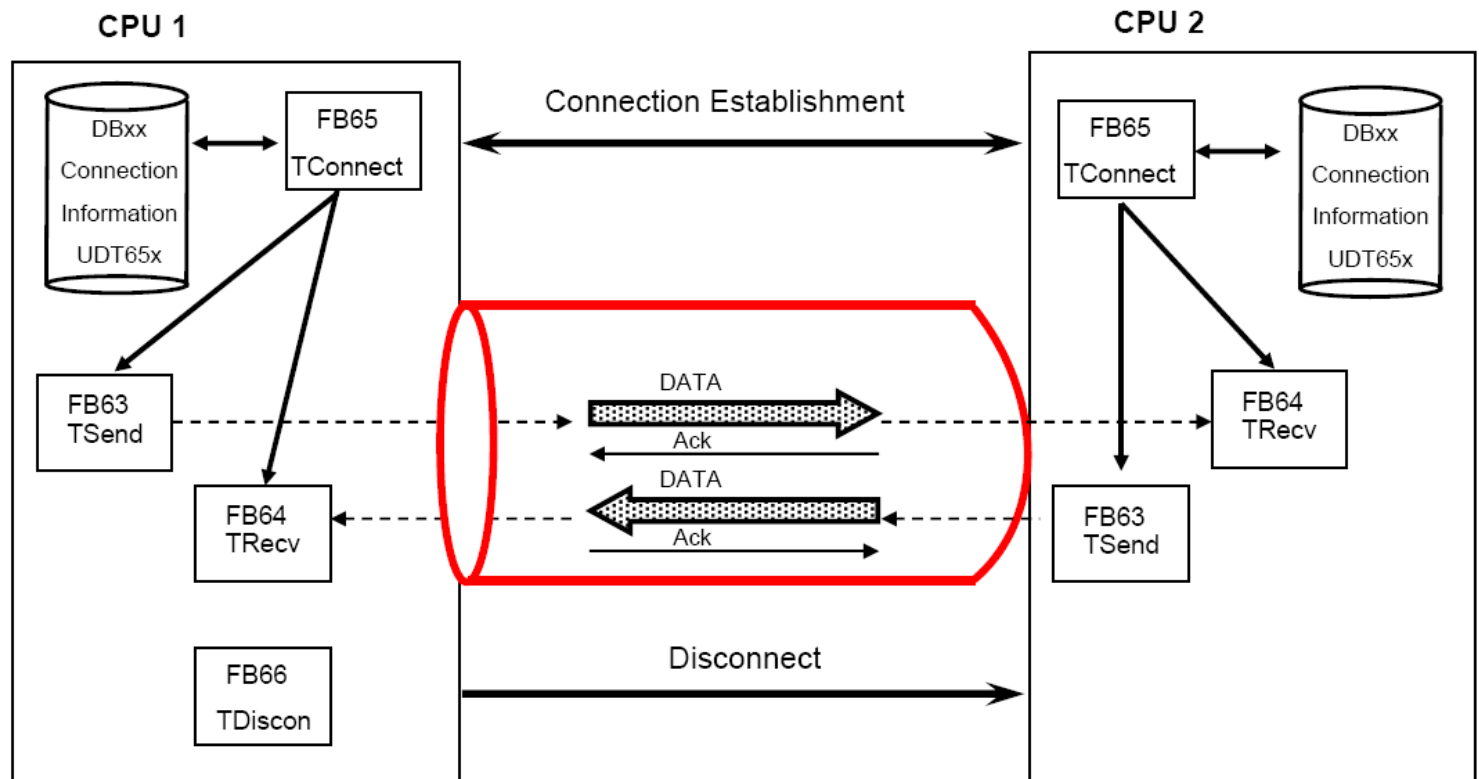 CPU 1
CPU 2
DBxx
Connection
Information
UDT65x
FB65
TConnect
Connection Establishment
FB65
TConnect
DBxx
Connection
Information
UDT65x
FB63
TSend
DATA
Ack
DATA
Ack
FB64
TRecv
FB64
TRecv
FB63
TSend
FB66
TDiscon
Disconnect